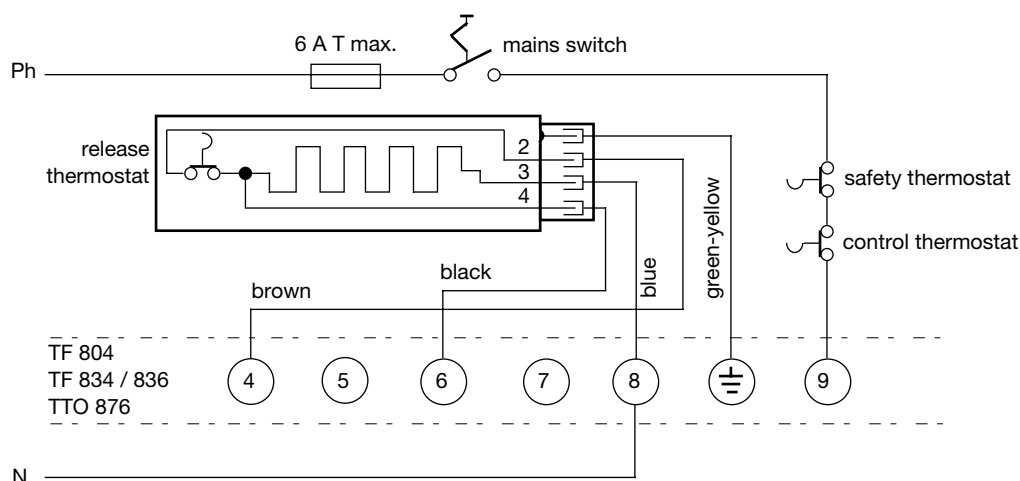 6 A T max.
mains switch
Ph
release
thermostat
2
3
4
safety thermostat
control thermostat
green-yellow
blue
black
brown
TF 804
TF 834 / 836
TTO 876
4
5
6
7
8
9
N